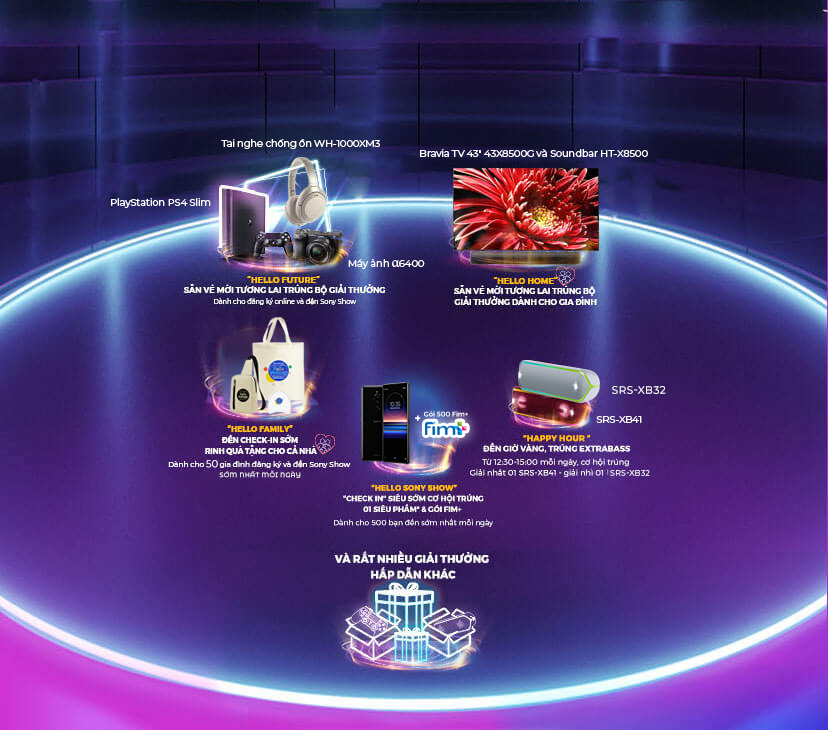 Tai nghe chống ồn WH-1000XM3
Bravia TV 43" 43X8500G và Soundbar HT-X8500
PlayStation PS4 Slim
Máy ảnh α6400
"HELLO FUTURE"
SĂN VÉ MỜI TƯƠNG LAI TRÚNG BỘ GIẢI THƯỞNG
Dành cho đăng ký online và đến Sony Show
"HELLO HOME"
SĂN VÉ MỜI TƯƠNG LAI TRÚNG BỘ
GIẢI THƯỞNG DÀNH CHO GIA ĐÌNH
"HELLO FAMILY"
ĐẾN CHECK-IN SỚM
RINH QUÀ TẶNG CHO CẢ NHÀ
Dành cho 50 gia đình đăng ký và đến Sony Show
SỚM NHẤT MỖI NGÀY
10:35
+ Gói 500 Fim+
Fim+
"HELLO SONY SHOW"
"CHECK IN" SIÊU SỚM CƠ HỘI TRÚNG
01 SIÊU PHẨM* & GÓI FIM+
Dành cho 500 bạn đến sớm nhất mỗi ngày
SRS-XB32
SRS-XB41
"HAPPY HOUR "
ĐẾN GIỜ VÀNG, TRÚNG EXTRABASS
Từ 12:30-15:00 mỗi ngày, cơ hội trúng
Giải nhất 01 SRS-XB41 - giải nhì 01 SRS-XB32
VÀ RẤT NHIỀU GIẢI THƯỞNG
HẤP DẪN KHÁC